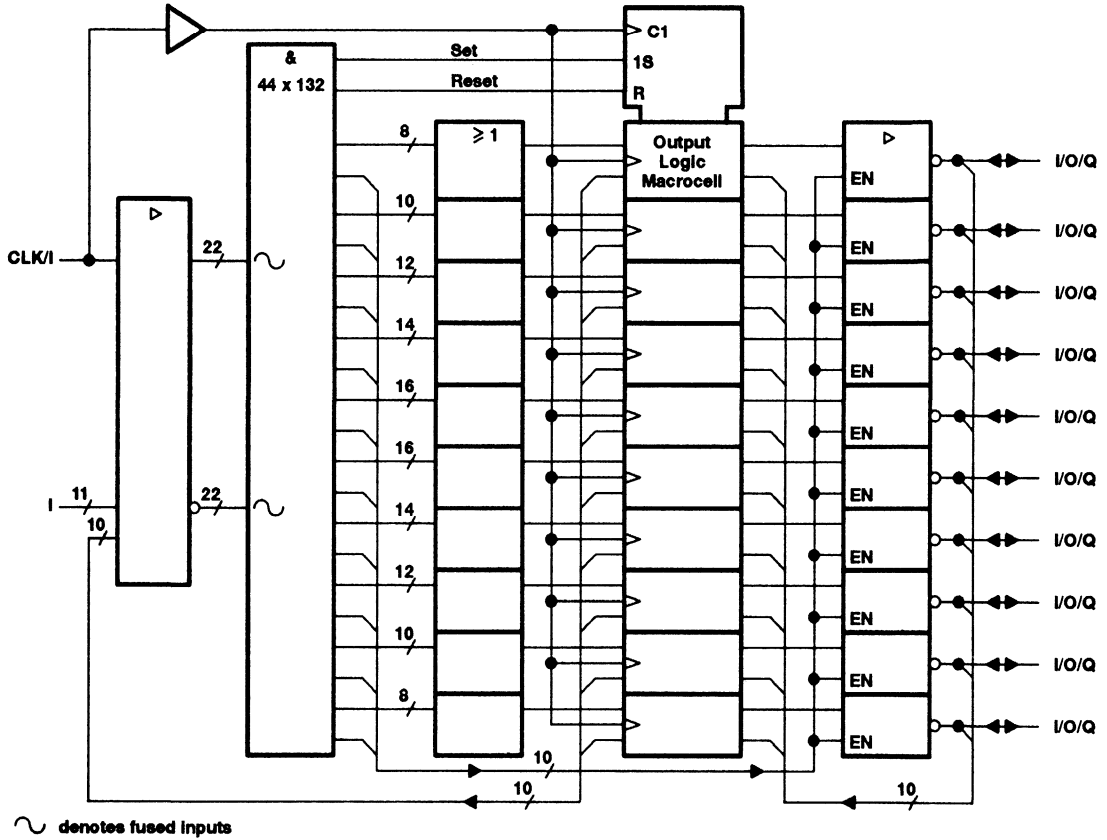 C1
&
Set
1S
44 x 132
Reset
R
8
≥ 1
Output
Logic
Macrocell
I/O/Q
EN
10
I/O/Q
CLK/I
22
EN
12
I/O/Q
EN
14
I/O/Q
EN
16
I/O/Q
EN
16
I/O/Q
I
11
22
EN
10
14
I/O/Q
EN
12
I/O/Q
EN
10
I/O/Q
EN
8
I/O/Q
EN
10
10
10
denotes fused inputs